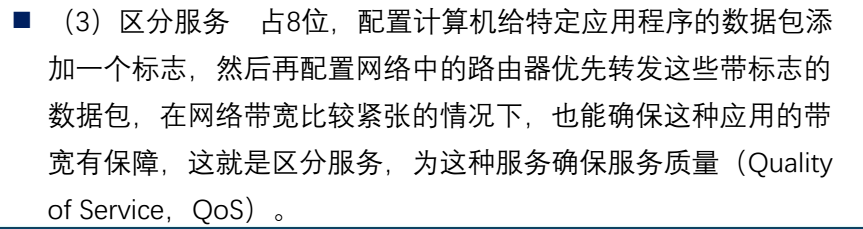 ■ （3）区分服务　占8位，配置计算机给特定应用程序的数据包添
加一个标志，然后再配置网络中的路由器优先转发这些带标志的
数据包，在网络带宽比较紧张的情况下，也能确保这种应用的带
宽有保障，这就是区分服务，为这种服务确保服务质量（Quality
of Service，QoS）。